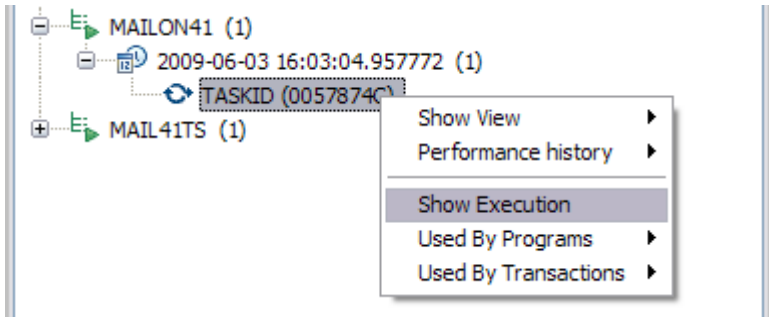 MAILON41 (1)
2009-06-03 16:03:04.957772 (1)
TASKID (0057874C)
MAIL41TS (1)
Show View
Performance history
Show Execution
Used By Programs
Used By Transactions